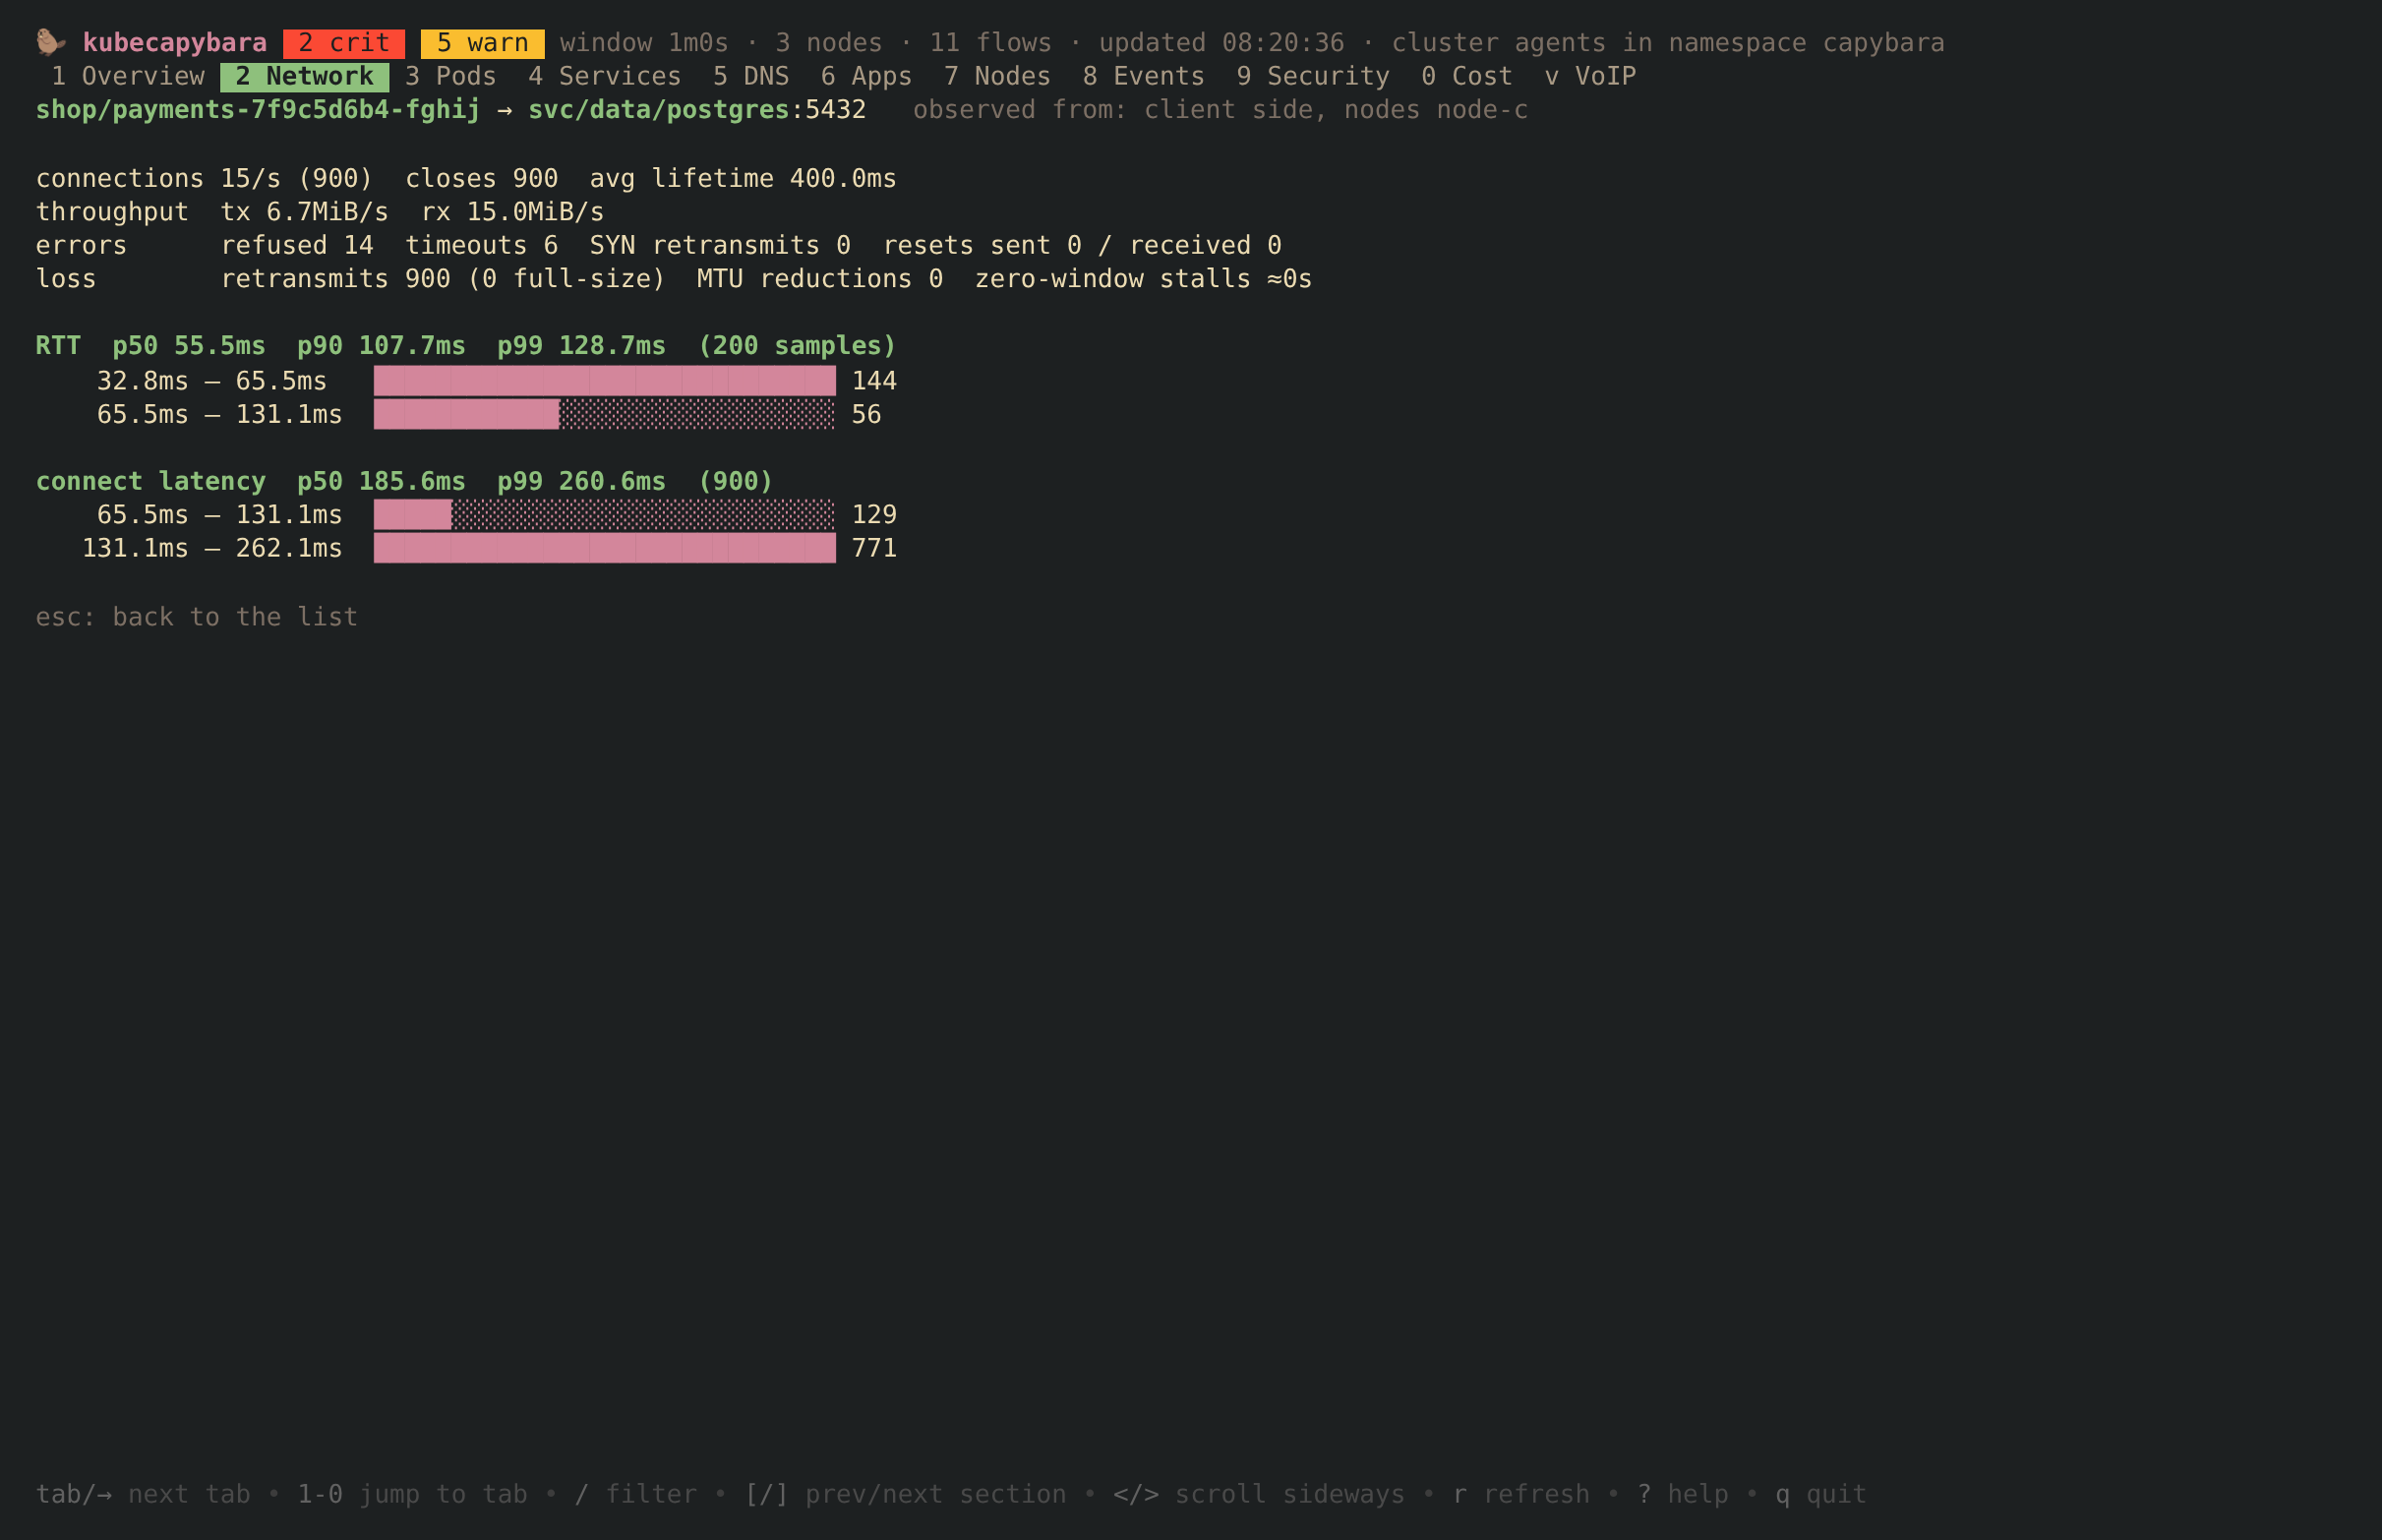 kubecapybara 2 crit 5 warn window 1m0s · 3 nodes · 11 flows · updated 08:20:36 · cluster agents in namespace capybara
1 Overview 2 Network 3 Pods 4 Services 5 DNS 6 Apps 7 Nodes 8 Events 9 Security 0 Cost v VoIP
shop/payments-7f9c5d6b4-fghij → svc/data/postgres:5432 observed from: client side, nodes node-c
connections 15/s (900) closes 900 avg lifetime 400.0ms
throughput tx 6.7MiB/s rx 15.0MiB/s
errors refused 14 timeouts 6 SYN retransmits 0 resets sent 0 / received 0
loss retransmits 900 (0 full-size) MTU reductions 0 zero-window stalls ≈0s
RTT p50 55.5ms p90 107.7ms p99 128.7ms (200 samples)
32.8ms – 65.5ms 144
65.5ms – 131.1ms 56
connect latency p50 185.6ms p99 260.6ms (900)
65.5ms – 131.1ms 129
131.1ms – 262.1ms 771
esc: back to the list
tab/→ next tab • 1-0 jump to tab • / filter • [/] prev/next section • </> scroll sideways • r refresh • ? help • q quit